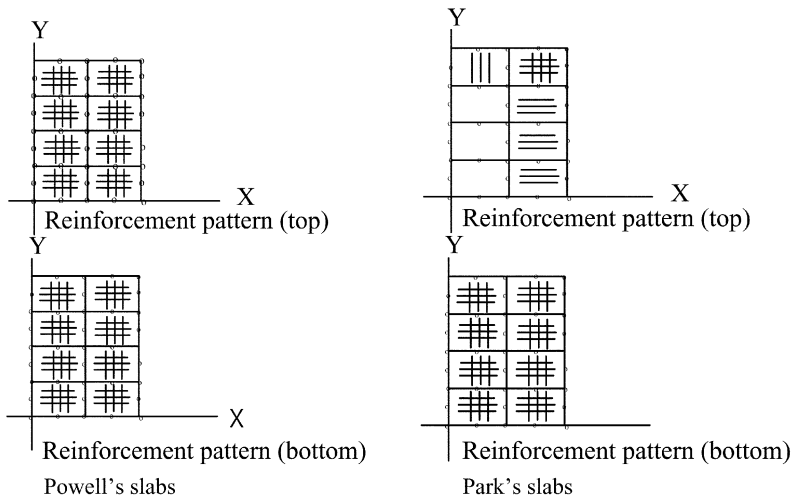 Y
X
Reinforcement pattern (top)
Y
X
Reinforcement pattern (bottom)
Powell's slabs
Y
X
Reinforcement pattern (top)
Y
Reinforcement pattern (bottom)
Park's slabs